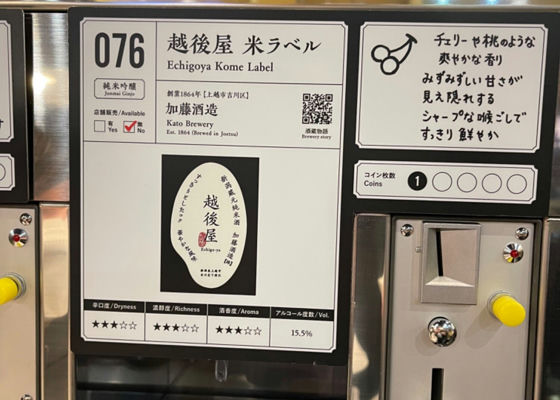 076
越後屋 米ラベル
Echigoya Kome Label
純米吟醸
Junmai Ginjo
店舗販売/Available
有 Yes
無 No
創業1864年【上越市吉川区】
加藤酒造
Kato Brewery
Est. 1864 (Brewed in Joetsu)
酒蔵物語
Brewery story
越後屋
Echigo-ya
辛口度/Dryness
★★★☆☆
濃醇度/Richness
★★★☆☆
酒香度/Aroma
★★★☆☆
アルコール度数/Vol.
15.5%
チェリーや桃のような
爽やかな香り
みずみずしい甘さが
見え隠れする
シャープな喉ごしで
すっきり鮮やか
コイン枚数
Coins
1